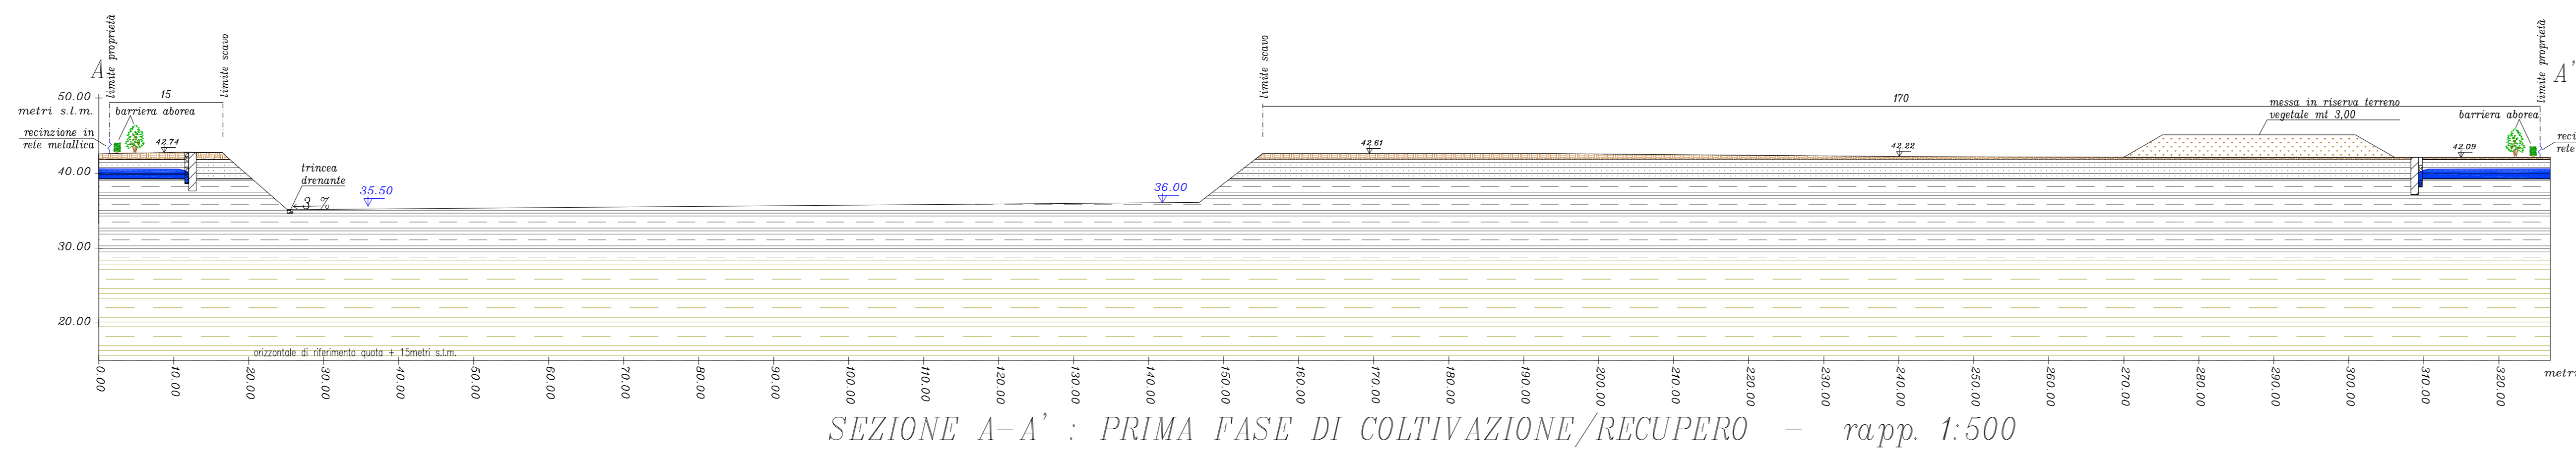 limite proprietà
limite scavo
limite scavo
limite proprietà
A
A'
50.00
15
170
metri s.l.m.
barriera aborea
messa in riserva terreno
vegetale mt 3,00
barriera aborea
recinzione in
rete metallica
42.74
42.61
42.22
42.09
reci
rete
40.00
trincea
drenante
35.50
36.00
3 %
30.00
20.00
orizzontale di riferimento quota + 15metri s.l.m.
0.00
10.00
20.00
30.00
40.00
50.00
60.00
70.00
80.00
90.00
100.00
110.00
120.00
130.00
140.00
150.00
160.00
170.00
180.00
190.00
200.00
210.00
220.00
230.00
240.00
250.00
260.00
270.00
280.00
290.00
300.00
310.00
320.00
metri
SEZIONE A-A' : PRIMA FASE DI COLTIVAZIONE/RECUPERO - rapp. 1:500